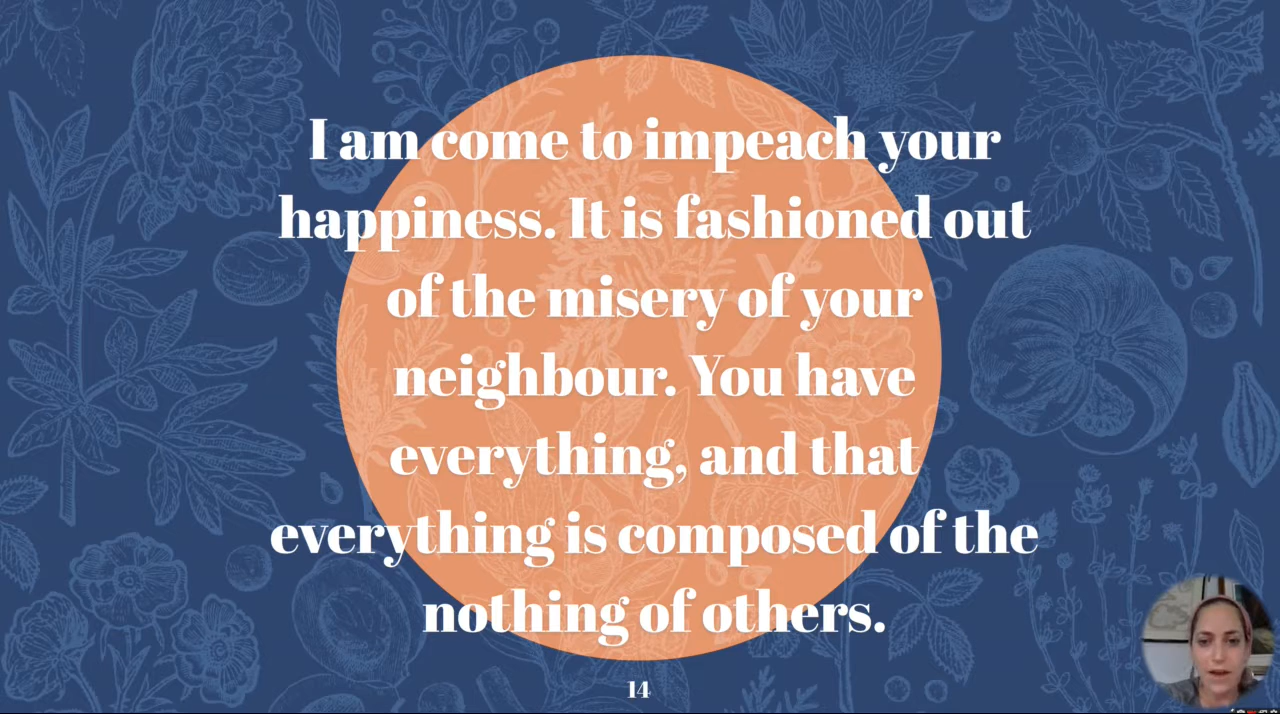 I am come to impeach your
happiness. It is fashioned out
of the misery of your
neighbour. You have
everything, and that
everything is composed of the
nothing of others.
14